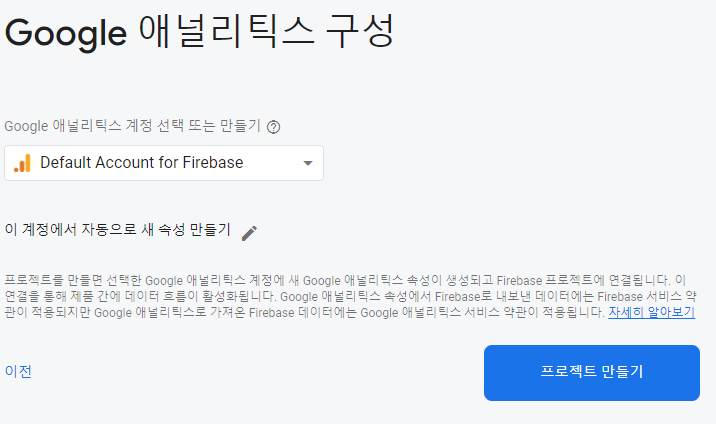 Google 애널리틱스 구성
Google 애널리틱스 계정 선택 또는 만들기
Default Account for Firebase
이 계정에서 자동으로 새 속성 만들기
프로젝트를 만들면 선택한 Google 애널리틱스 계정에 새 Google 애널리틱스 속성이 생성되고 Firebase 프로젝트에 연결됩니다. 이
연결을 통해 제품 간에 데이터 흐름이 활성화됩니다. Google 애널리틱스 속성에서 Firebase로 내보낸 데이터에는 Firebase 서비스 약
관이 적용되지만 Google 애널리틱스로 가져온 Firebase 데이터에는 Google 애널리틱스 서비스 약관이 적용됩니다. 자세히 알아보기
이전
프로젝트 만들기